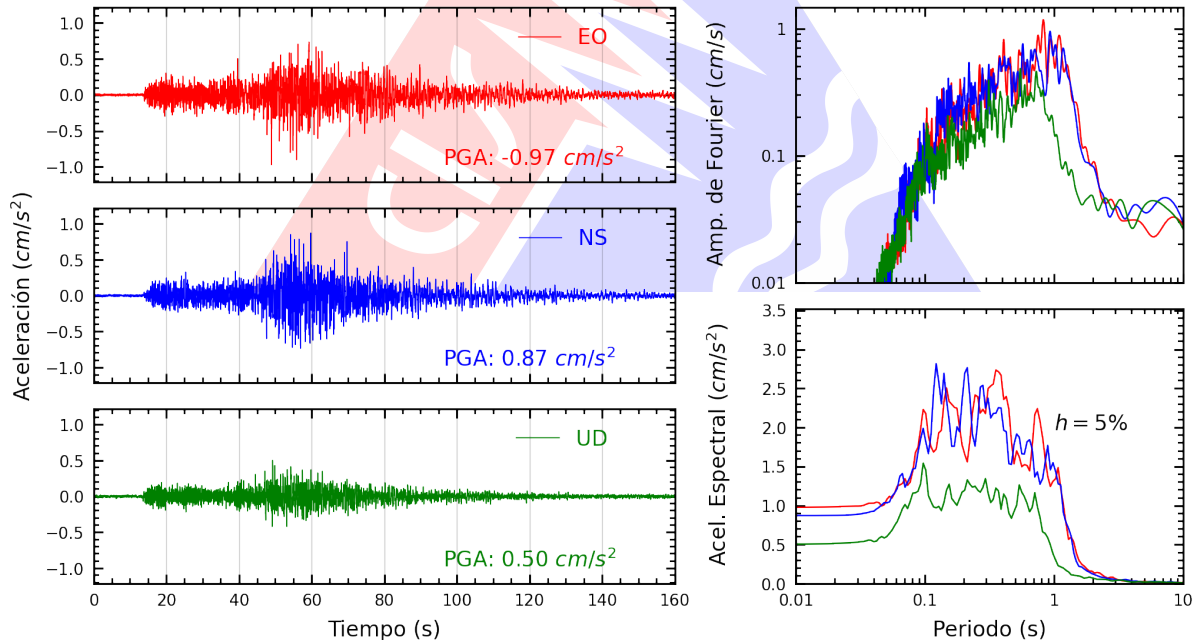 Aceleración (cm/s²)
1.0
0.5
0.0
−0.5
−1.0
EO
PGA: -0.97 cm/s²
1.0
0.5
0.0
−0.5
−1.0
NS
PGA: 0.87 cm/s²
1.0
0.5
0.0
−0.5
−1.0
UD
PGA: 0.50 cm/s²
0 20 40 60 80 100 120 140 160
Tiempo (s)
Amp. de Fourier (cm/s)
1
0.1
0.01
Acel. Espectral (cm/s²)
3.5
3.0
2.5
2.0
1.5
1.0
0.5
0.0
h = 5%
0.01 0.1 1 10
Periodo (s)